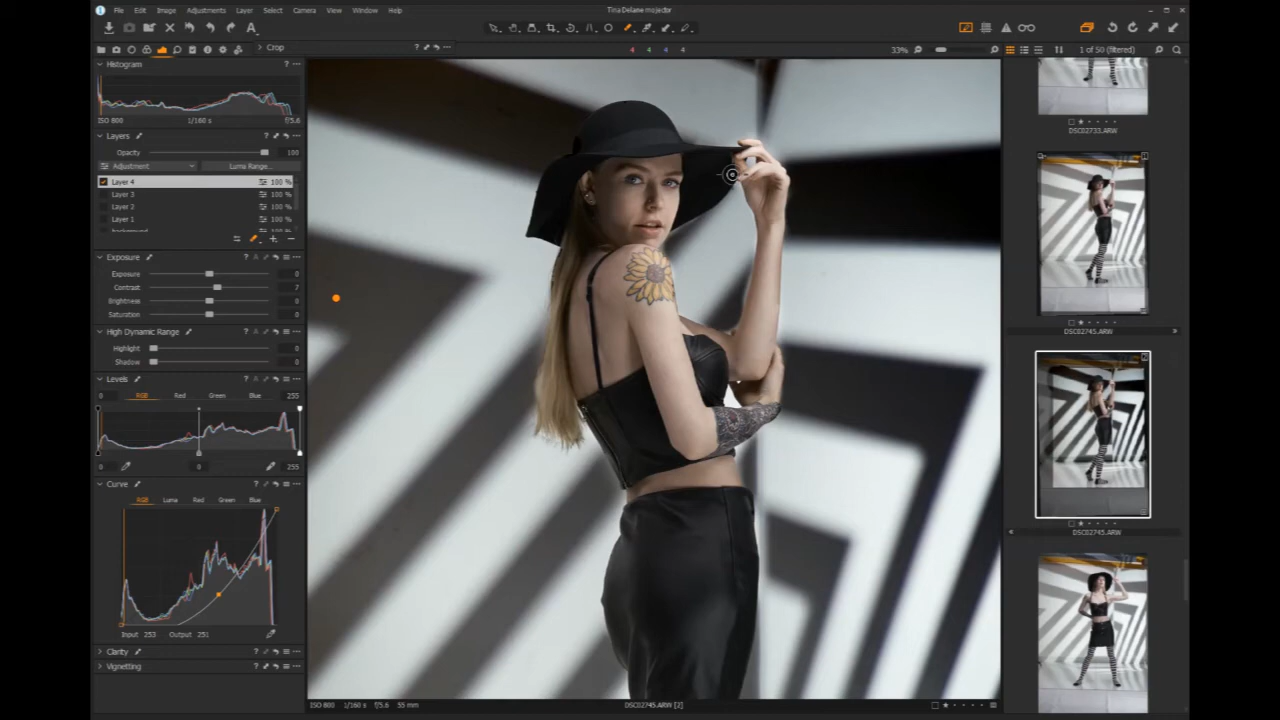 File Edit Image Adjustments Layer Select Camera View Window Help
Tina Delane mojector
Crop
33%
1 of 50 (filtered)
Histogram
ISO 800 1/160 s f/5.6
Layers
Opacity 100
Adjustment Luma Range...
Layer 4 100 %
Layer 3 100 %
Layer 2 100 %
Layer 1 100 %
background
Exposure
Exposure 0
Contrast 7
Brightness 0
Saturation 0
High Dynamic Range
Highlight 0
Shadow 0
Levels
0 RGB Red Green Blue 255
0 0 255
Curve
RGB Luma Red Green Blue
Input 253 Output 251
Clarity
Vignetting
ISO 800 1/160 s f/5.6 55 mm
DSC02745.ARW [2]
DSC02733.ARW
DSC02745.ARW
DSC02745.ARW